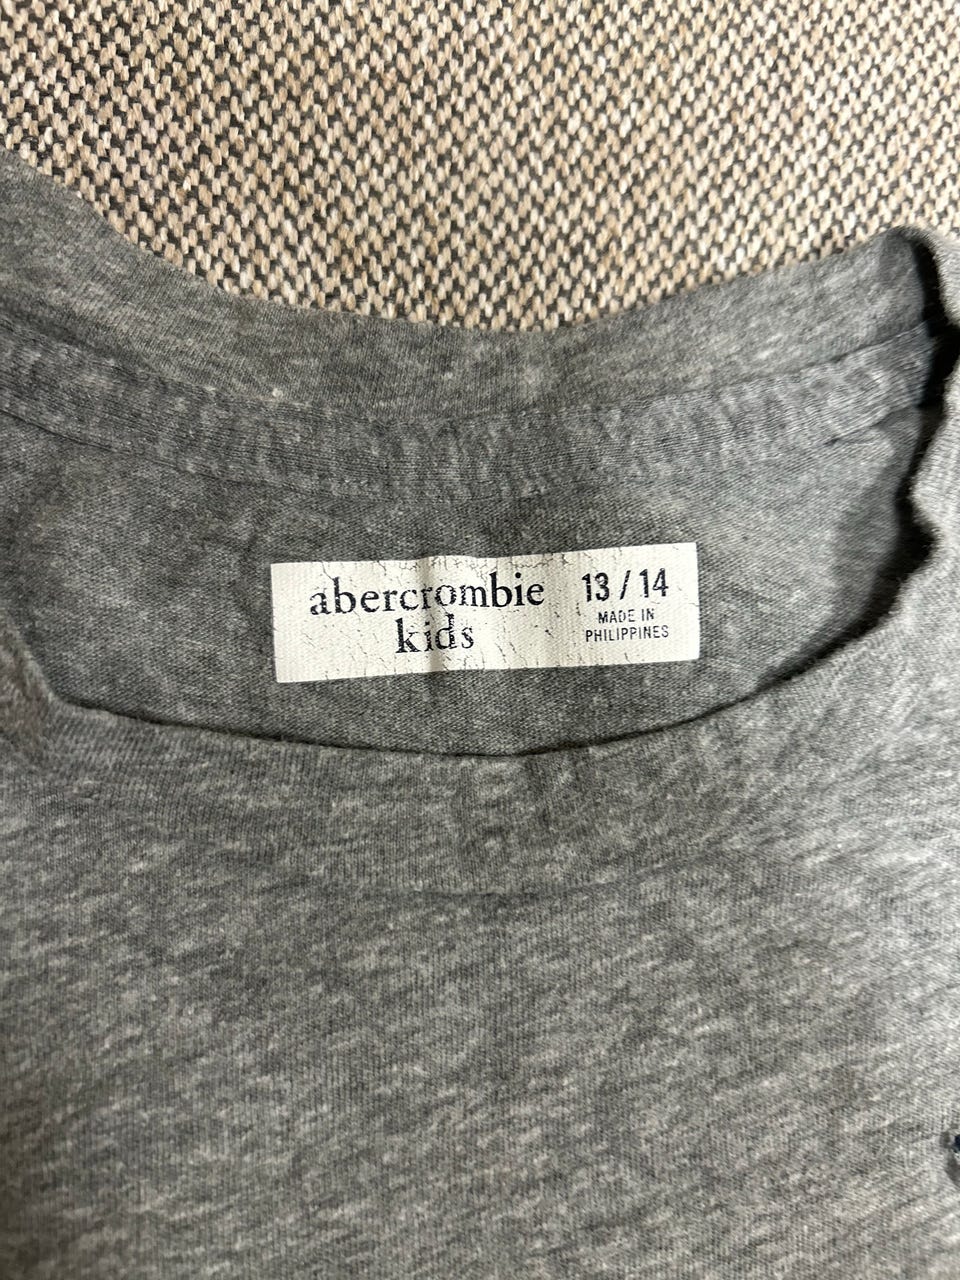 abercrombie
kids
13 / 14
MADE IN
PHILIPPINES